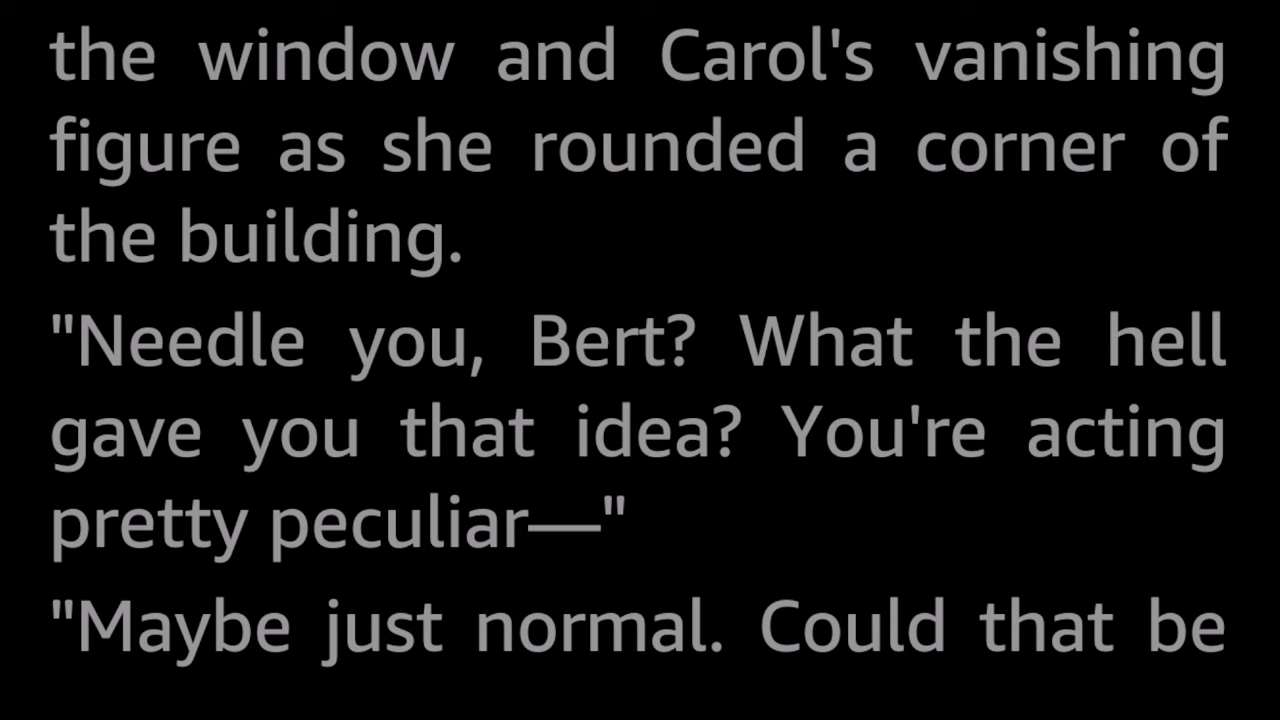 the window and Carol's vanishing
figure as she rounded a corner of
the building.
"Needle you, Bert? What the hell
gave you that idea? You're acting
pretty peculiar—"
"Maybe just normal. Could that be